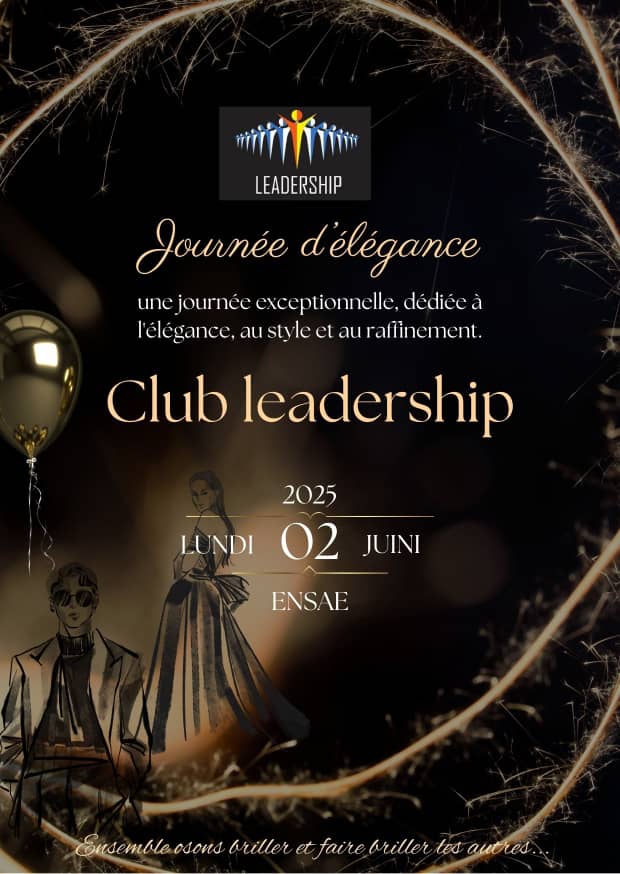 LEADERSHIP
Journée d'élégance
une journée exceptionnelle, dédiée à
l'élégance, au style et au raffinement.
Club leadership
2025
LUNDI 02 JUINI
ENSAE
Ensemble osons briller et faire briller les autres...